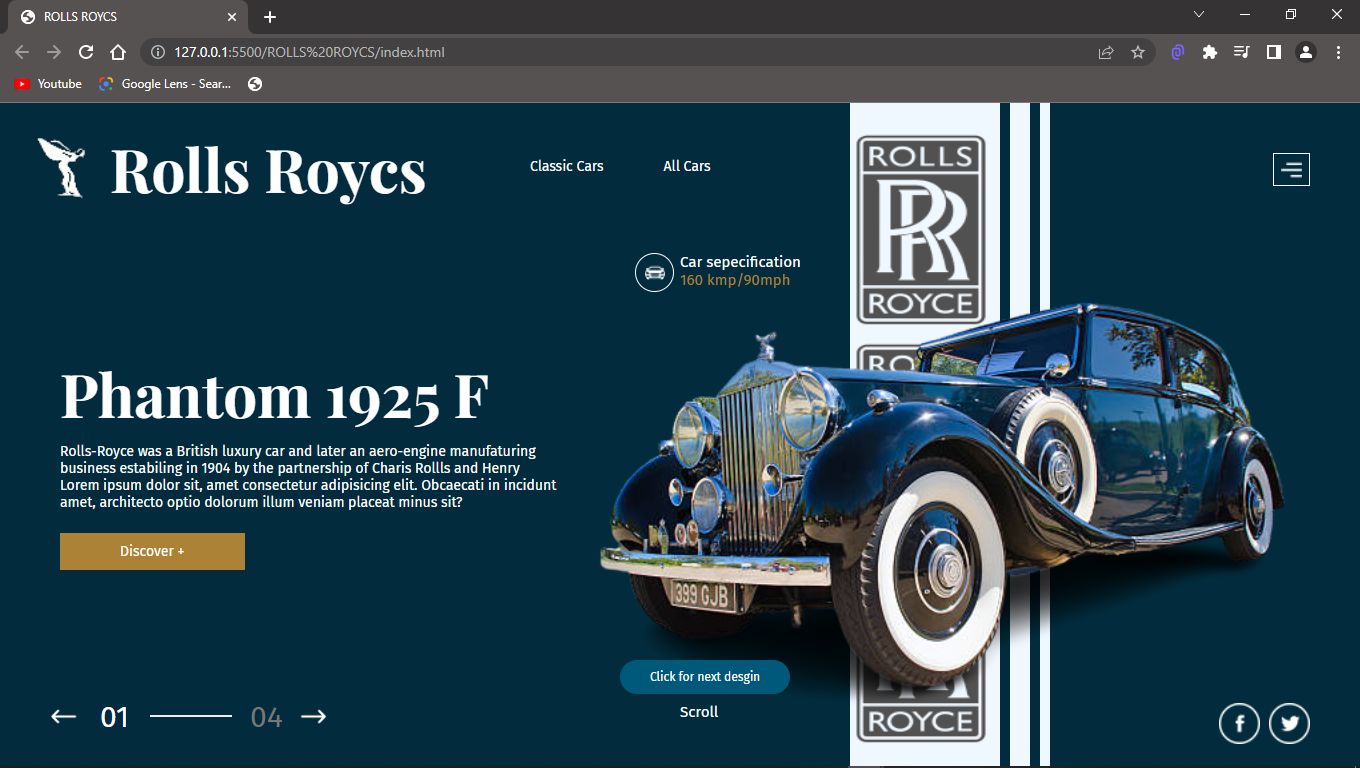 ROLLS ROYCS
127.0.0.1:5500/ROLLS%20ROYCS/index.html
Youtube
Google Lens - Sear...
Rolls Roycs
Classic Cars
All Cars
ROLLS
RR
ROYCE
Car sepecification
160 kmp/90mph
Phantom 1925 F
Rolls-Royce was a British luxury car and later an aero-engine manufaturing
business estabiling in 1904 by the partnership of Charis Rollls and Henry
Lorem ipsum dolor sit, amet consectetur adipisicing elit. Obcaecati in incidunt
amet, architecto optio dolorum illum veniam placeat minus sit?
Discover +
399 GJB
Click for next desgin
Scroll
01
04
ROYCE